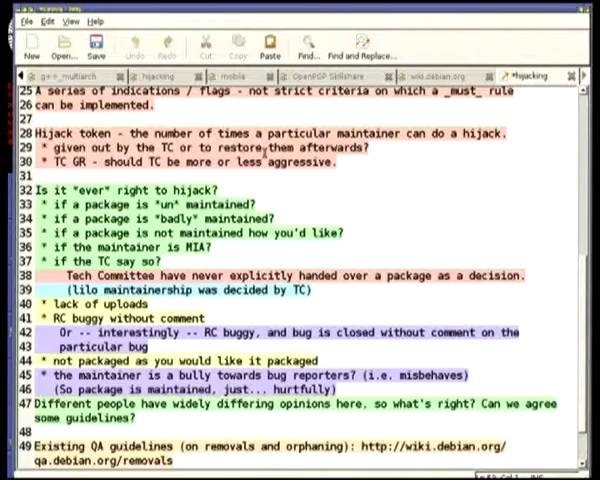 File Edit View Help
New Open... Save Undo Redo Cut Copy Paste Find... Find and Replace...
g++-_multiarch hijacking mobile OpenPGP Skillshare wiki.debian.org *hijacking
25 A series of indications / flags - not strict criteria on which a _must_ rule
26 can be implemented.
27
28 Hijack token - the number of times a particular maintainer can do a hijack.
29 * given out by the TC or to restore them afterwards?
30 * TC GR - should TC be more or less aggressive.
31
32 Is it *ever* right to hijack?
33 * if a package is *un* maintained?
34 * if a package is *badly* maintained?
35 * if a package is not maintained how you'd like?
36 * if the maintainer is MIA?
37 * if the TC say so?
38 Tech Committee have never explicitly handed over a package as a decision.
39 (lilo maintainership was decided by TC)
40 * lack of uploads
41 * RC buggy without comment
42 Or -- interestingly -- RC buggy, and bug is closed without comment on the
43 particular bug
44 * not packaged as you would like it packaged
45 * the maintainer is a bully towards bug reporters? (i.e. misbehaves)
46 (So package is maintained, just... hurtfully)
47 Different people have widely differing opinions here, so what's right? Can we agree
some guidelines?
48
49 Existing QA guidelines (on removals and orphaning): http://wiki.debian.org/
qa.debian.org/removals